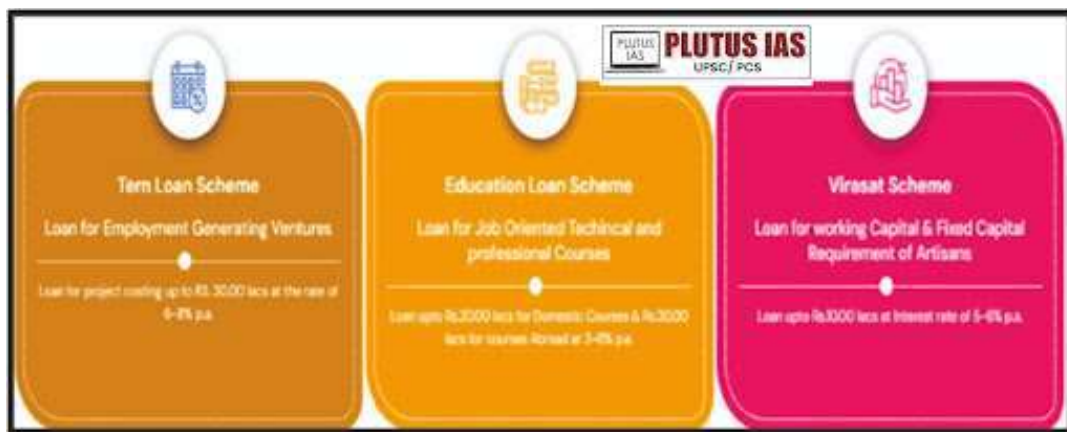 PLUTUS
IAS
PLUTUS IAS
UPSC/ PCS
Tern Loan Scheme
Loan for Employment Generating Ventures
Loan for project costing up to RS. 30.00 lacs at the rate of
6-8% p.a.
Education Loan Scheme
Loan for Job Oriented Techincal and
professional Courses
Loan upto Rs.20.00 lacs for Domestic Courses & Rs.30.00
lacs for courses Abroad at 3-8% p.a.
Virasat Scheme
Loan for working Capital & Fixed Capital
Requirement of Artisans
Loan upto Rs.10.00 lacs at Interest rate of 5-6% p.a.